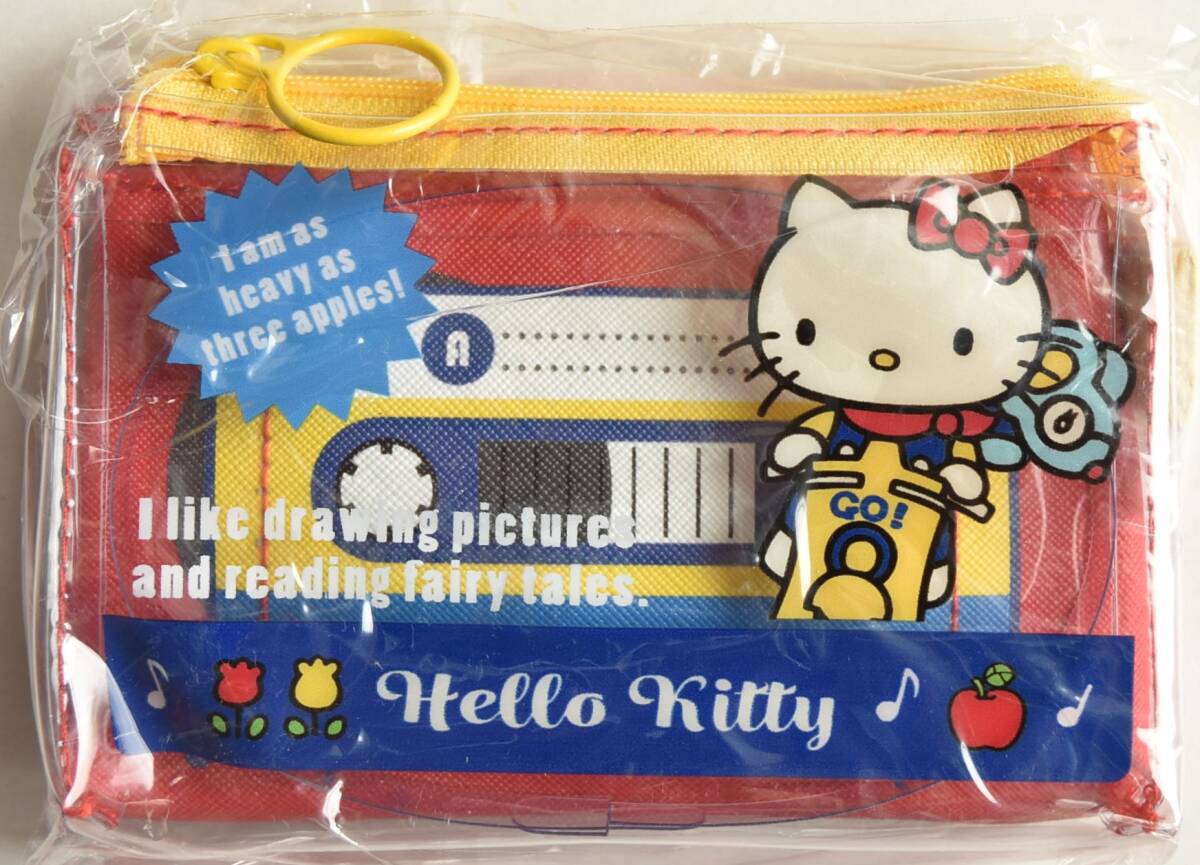 I am as
heavy as
three apples!
A
GO!
I like drawing pictures
and reading fairy tales.
Hello Kitty